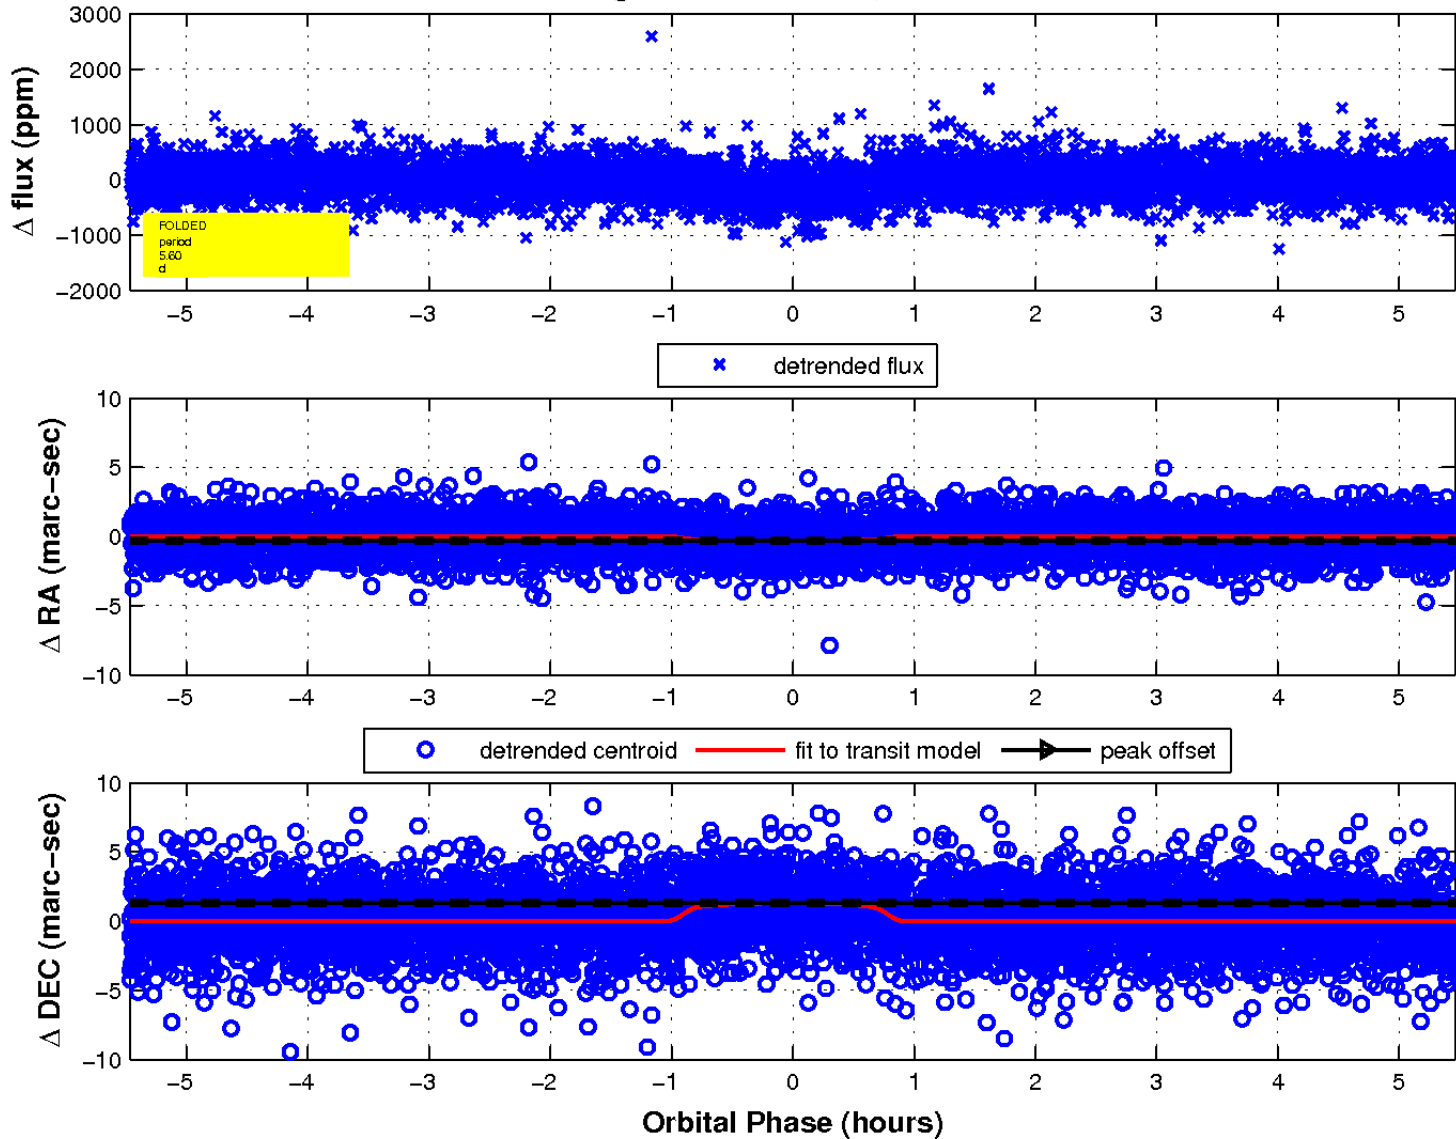 3000
2000
1000
0
−1000
−2000
Δ flux (ppm)
FOLDED
period
5.60
d
−5 −4 −3 −2 −1 0 1 2 3 4 5
detrended flux
10
5
0
−5
−10
Δ RA (marc−sec)
−5 −4 −3 −2 −1 0 1 2 3 4 5
detrended centroid fit to transit model peak offset
10
5
0
−5
−10
Δ DEC (marc−sec)
−5 −4 −3 −2 −1 0 1 2 3 4 5
Orbital Phase (hours)